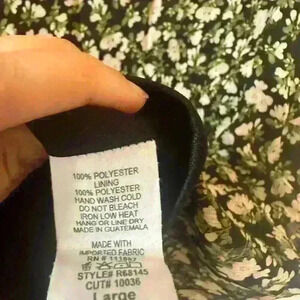 100% POLYESTER
LINING
100% POLYESTER
HAND WASH COLD
DO NOT BLEACH
IRON LOW HEAT
HANG OR LINE DRY
MADE IN GUATEMALA
MADE WITH
IMPORTED FABRIC
RN #
STYLE# R68145
CUT# 10036
Large